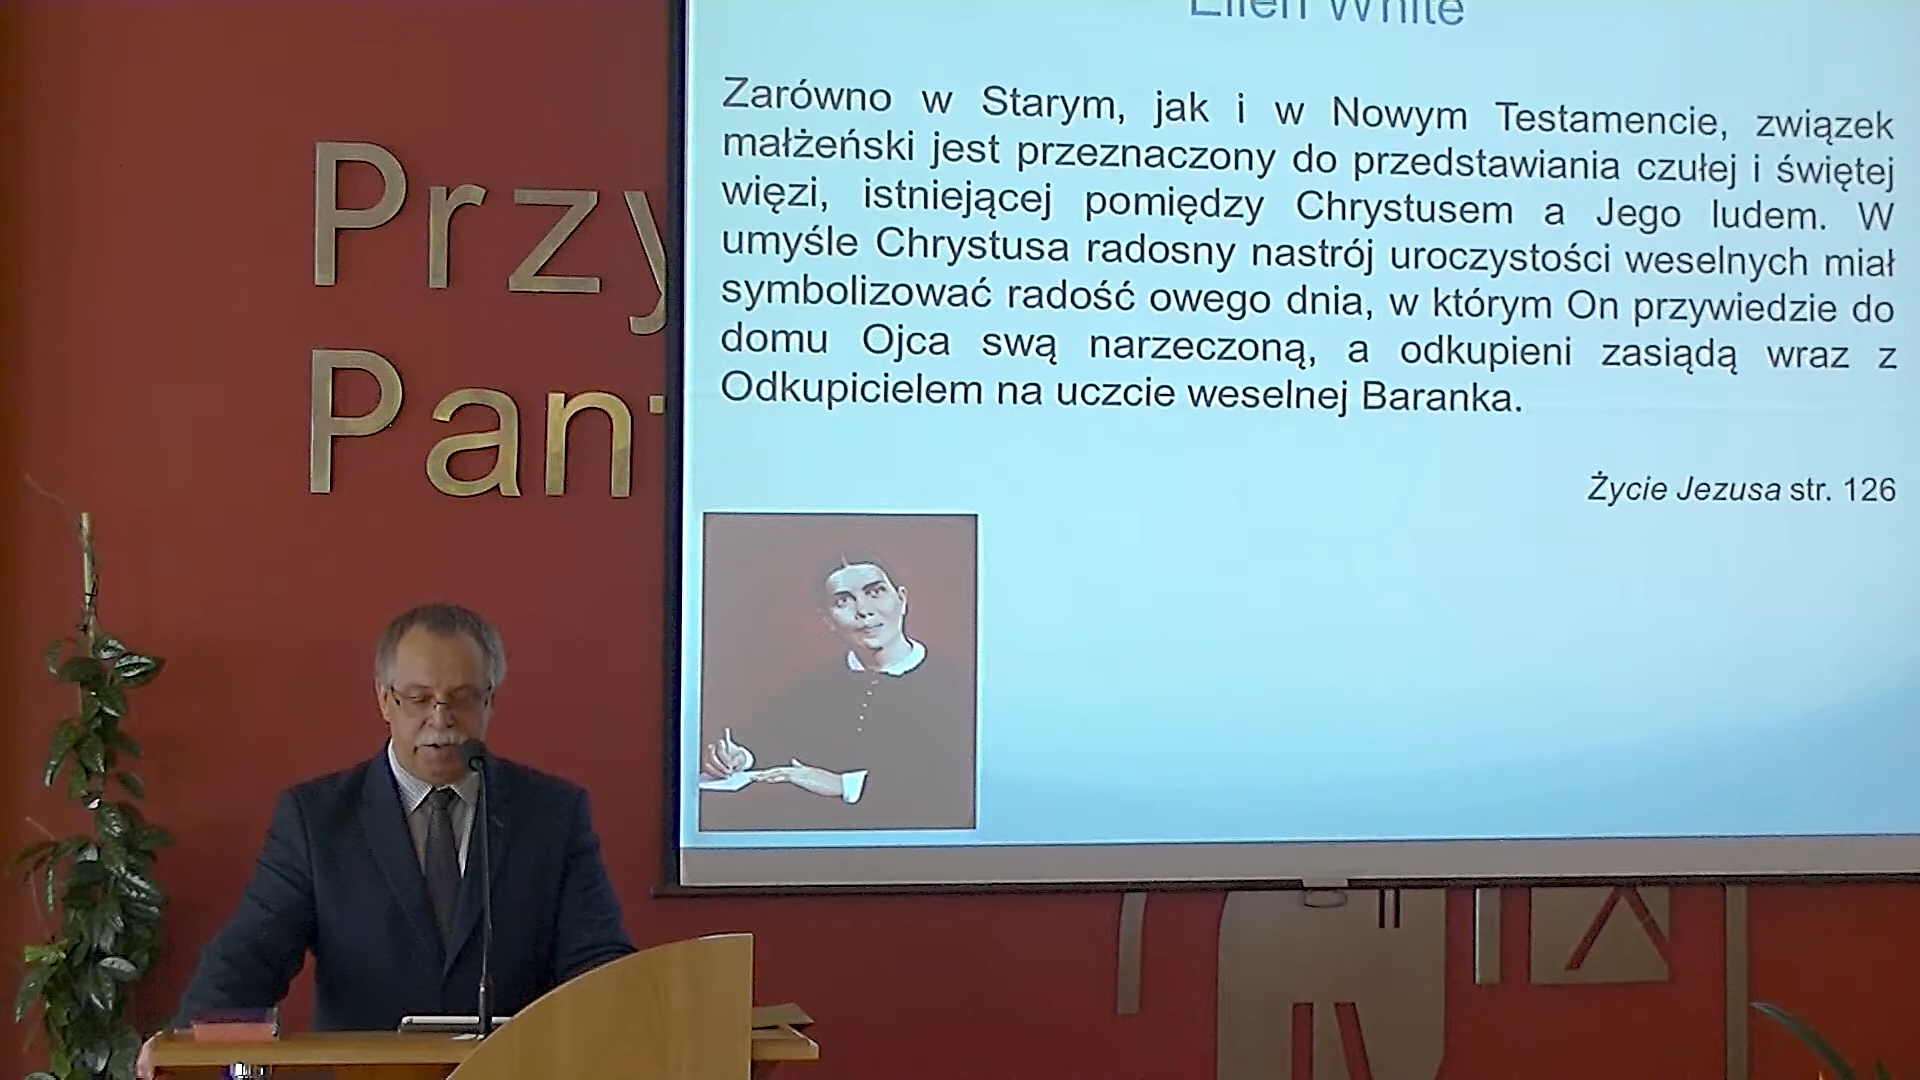 Ellen White
Zarówno w Starym, jak i w Nowym Testamencie, związek
małżeński jest przeznaczony do przedstawiania czułej i świętej
więzi, istniejącej pomiędzy Chrystusem a Jego ludem. W
umyśle Chrystusa radosny nastrój uroczystości weselnych miał
symbolizować radość owego dnia, w którym On przywiedzie do
domu Ojca swą narzeczoną, a odkupieni zasiądą wraz z
Odkupicielem na uczcie weselnej Baranka.
Życie Jezusa str. 126
Przy
Pan